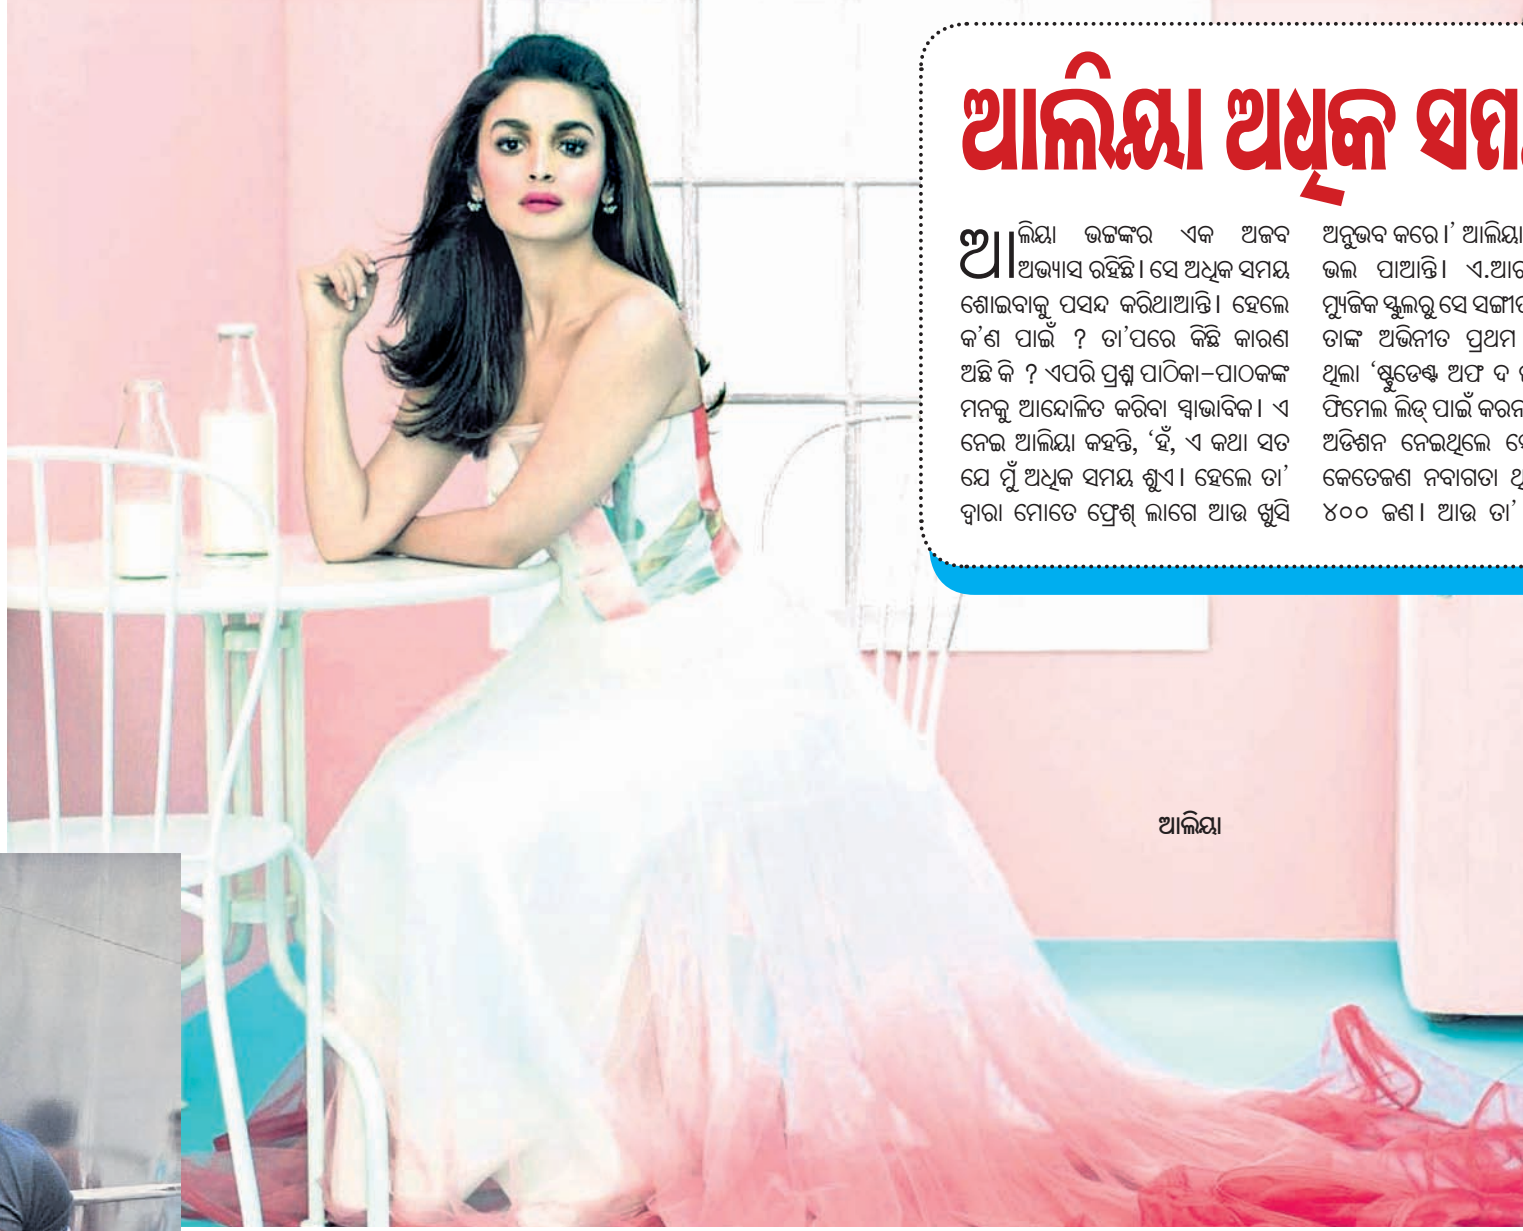 ଆଲିୟା ଅଧିକ ସମୟ
ଆଲିୟା ଭଟ୍ଟଙ୍କର ଏକ ଅଜବ
ଅଭ୍ୟାସ ରହିଛି। ସେ ଅଧିକ ସମୟ
ଶୋଇବାକୁ ପସନ୍ଦ କରିଥାଆନ୍ତି। ହେଲେ
କ’ଣ ପାଇଁ ? ତା’ପରେ କିଛି କାରଣ
ଅଛି କି ? ଏପରି ପ୍ରଶ୍ନ ପାଠିକା-ପାଠକଙ୍କ
ମନକୁ ଆନ୍ଦୋଳିତ କରିବା ସ୍ୱାଭାବିକ। ଏ
ନେଇ ଆଲିୟା କହନ୍ତି, ‘ହଁ, ଏ କଥା ସତ
ଯେ ମୁଁ ଅଧିକ ସମୟ ଶୁଏ। ହେଲେ ତା’
ଦ୍ୱାରା ମୋତେ ଫ୍ରେଶ୍ ଲାଗେ ଆଉ ଖୁସି
ଅନୁଭବ କରେ।’ ଆଲିୟା
ଭଲ ପାଆନ୍ତି। ଏ.ଆର
ମ୍ୟୁଜିକ ସ୍କୁଲରୁ ସେ ସଙ୍ଗୀତ
ତାଙ୍କ ଅଭିନୀତ ପ୍ରଥମ
ଥିଲା ‘ଷ୍ଟୁଡେଣ୍ଟ ଅଫ ଦ
ଫିମେଲ ଲିଡ୍ ପାଇଁ କରନ
ଅଡିଶନ ନେଇଥିଲେ
କେତେଜଣ ନବାଗତା
୪୦୦ ଜଣ। ଆଉ ତା’
ଆଲିୟା